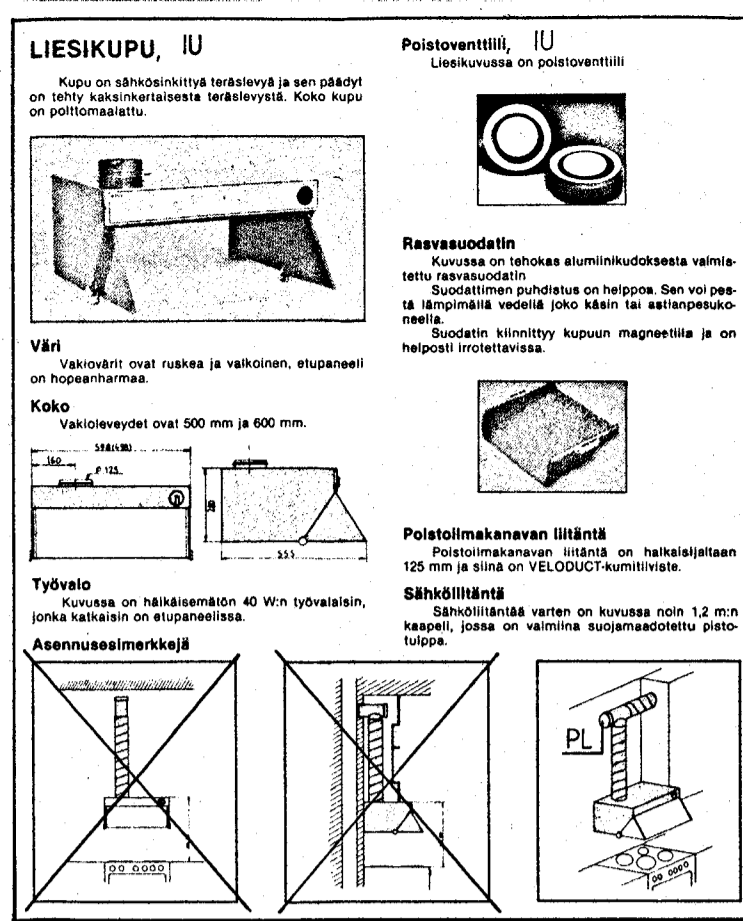 LIESIKUPU, IU
Kupu on sähkösinkittyä teräslevyä ja sen päädyt
on tehty kaksinkertaisesta teräslevystä. Koko kupu
on polttomaalattu.
Väri
Vakiovärit ovat ruskea ja valkoinen, etupaneeli
on hopeanharmaa.
Koko
Vakioleveydet ovat 500 mm ja 600 mm.
598(498)
160
ø 125
555
Työvalo
Kuvussa on häikäisemätön 40 W:n työvalaisin,
jonka katkaisin on etupaneelissa.
Asennusesimerkkejä
Poistoventtiili, IU
Liesikuvussa on poistoventtiili
Rasvasuodatin
Kuvussa on tehokas alumiinikudoksesta valmis-
tettu rasvasuodatin
Suodattimen puhdistus on helppoa. Sen voi pes-
tä lämpimällä vedellä joko käsin tai astianpesuko-
neella.
Suodatin kiinnittyy kupuun magneetilla ja on
helposti irrotettavissa.
Poistoilmakanavan liitäntä
Poistoilmakanavan liitäntä on halkaisijaltaan
125 mm ja siinä on VELODUCT-kumitiiviste.
Sähköliitäntä
Sähköliitäntää varten on kuvussa noin 1,2 m:n
kaapeli, jossa on valmiina suojamaadotettu pisto-
tulppa.
PL